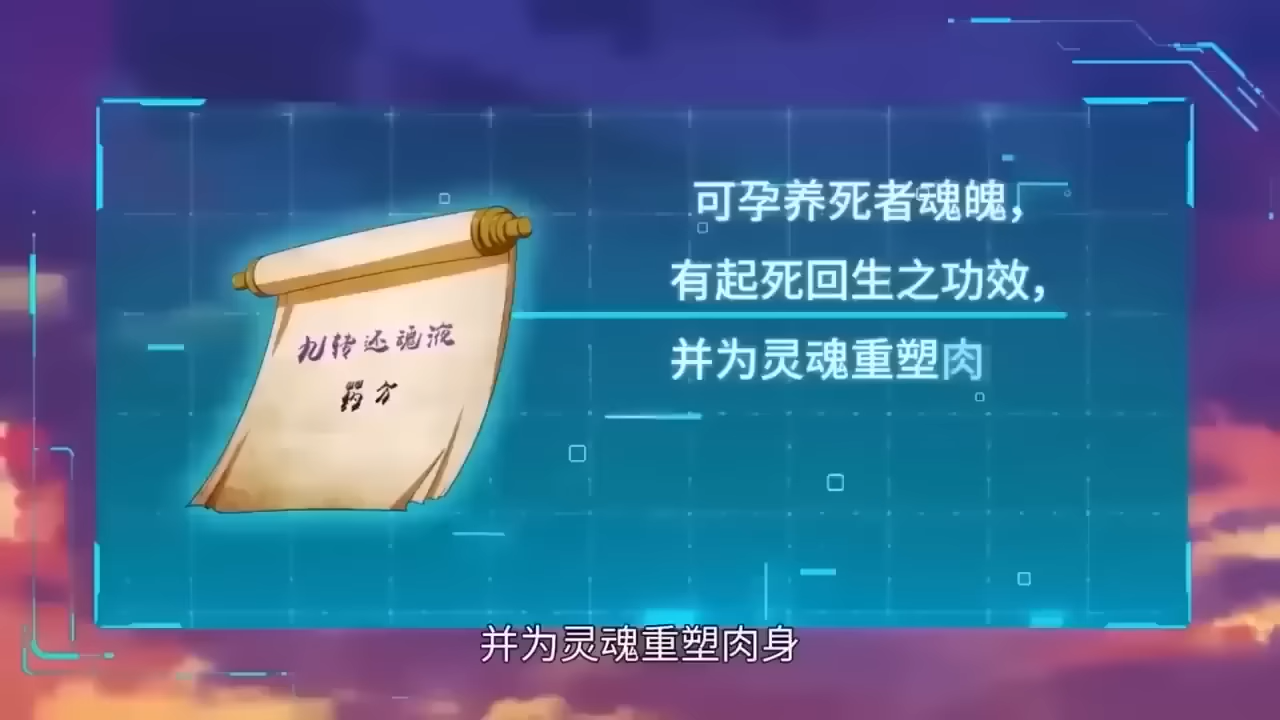 九转还魂液
药方
可孕养死者魂魄，
有起死回生之功效，
并为灵魂重塑肉
并为灵魂重塑肉身